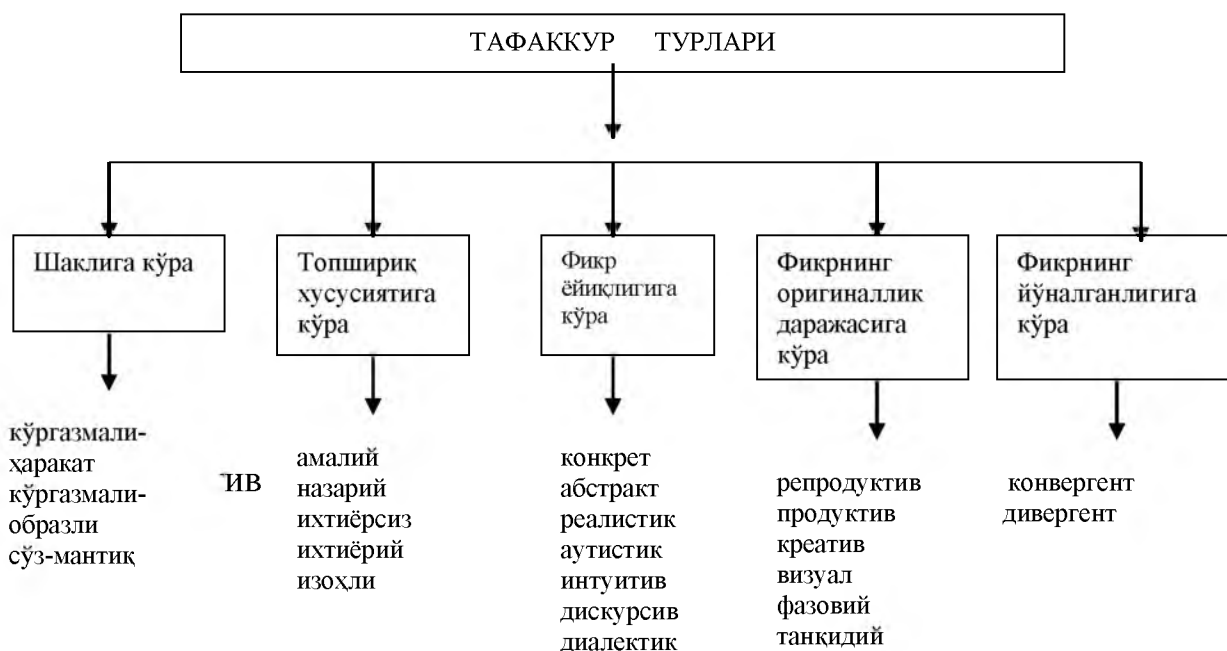 ТАФАККУР ТУРЛАРИ
Шаклига кўра
Топшириқ
хусусиятига
кўра
Фикр
ёйиқлигига
кўра
Фикрнинг
оригиналлик
даражасига
кўра
Фикрнинг
йўналганлигига
кўра
кўргазмали-
ҳаракат
кўргазмали-
образли
сўз-мантиқ
ИВ
амалий
назарий
ихтиёрсиз
ихтиёрий
изоҳли
конкрет
абстракт
реалистик
аутистик
интуитив
дискурсив
диалектик
репродуктив
продуктив
креатив
визуал
фазовий
танқидий
конвергент
дивергент